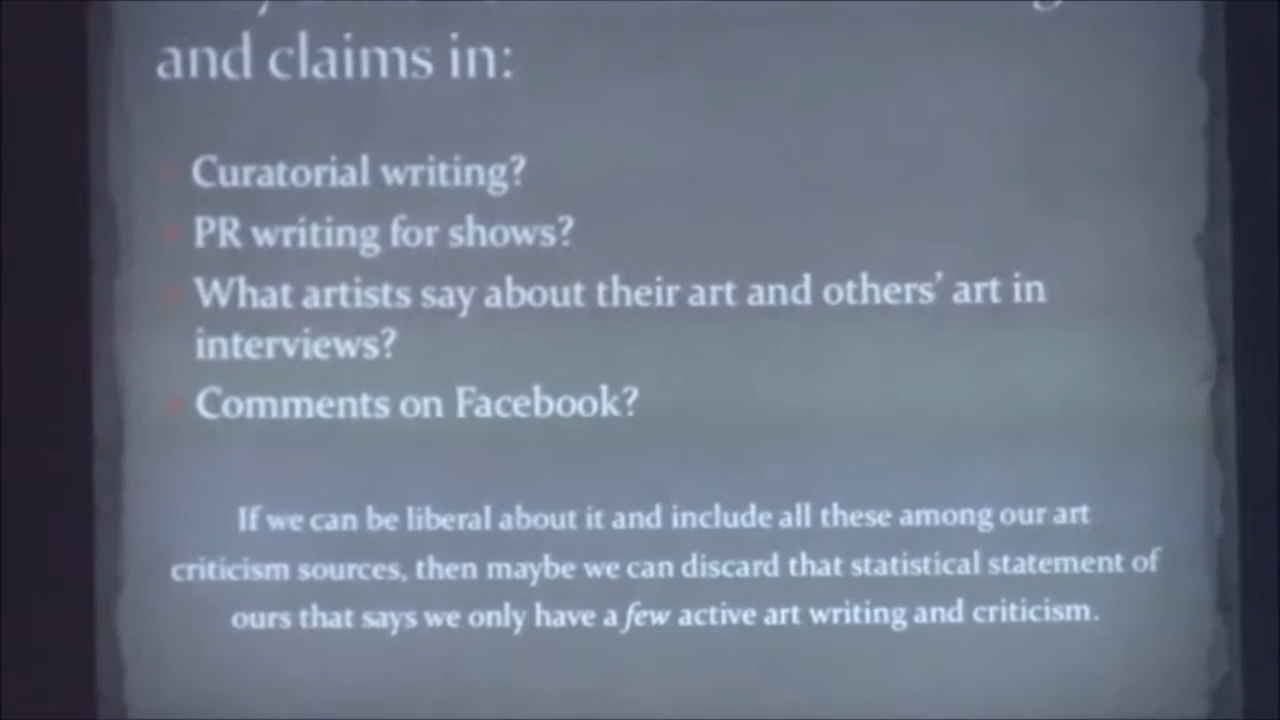 and claims in:
Curatorial writing?
PR writing for shows?
What artists say about their art and others' art in
interviews?
Comments on Facebook?
If we can be liberal about it and include all these among our art
criticism sources, then maybe we can discard that statistical statement of
ours that says we only have a few active art writing and criticism.